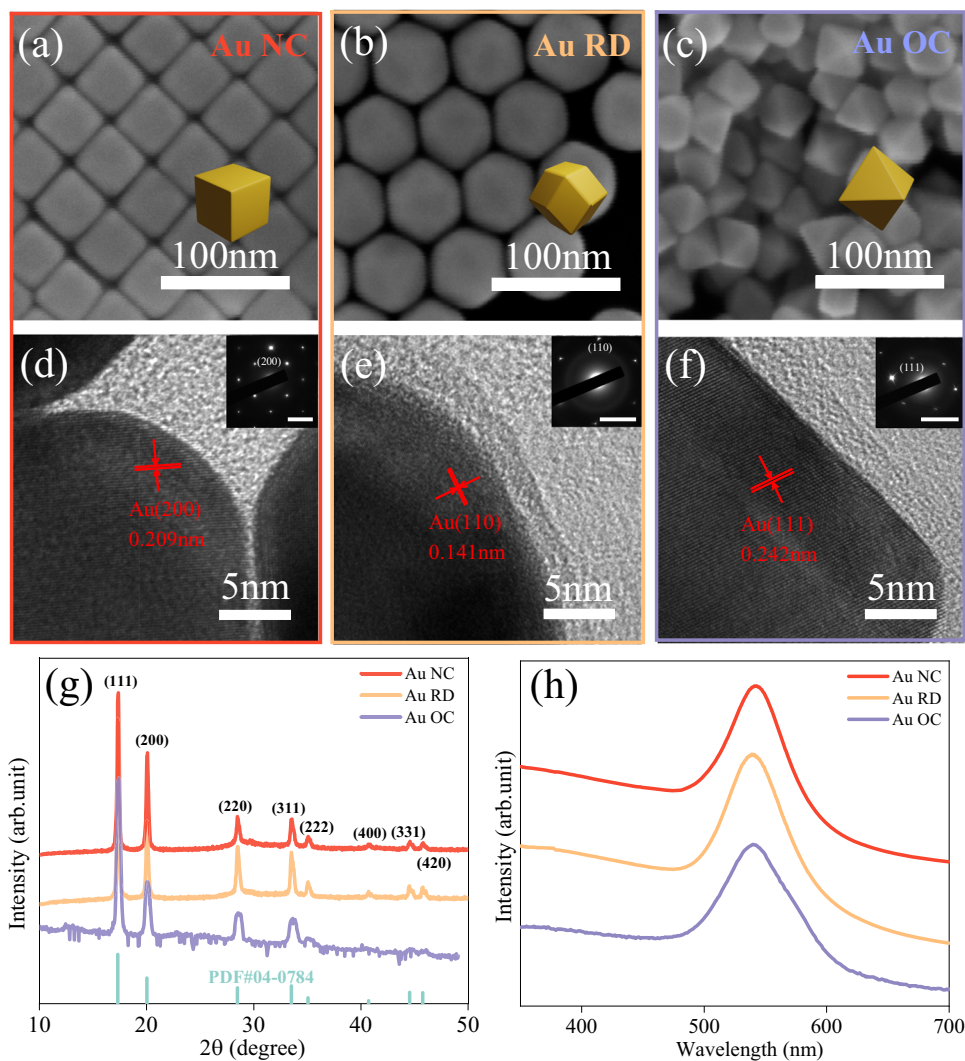 (a) Au NC
100nm
(b) Au RD
100nm
(c) Au OC
100nm
(d)
(200)
Au(200)
0.209nm
5nm
(e)
(110)
Au(110)
0.141nm
5nm
(f)
(111)
Au(111)
0.242nm
5nm
(g)
Au NC
Au RD
Au OC
(111)
(200)
(220)
(311)
(222)
(400)
(331)
(420)
PDF#04-0784
Intensity (arb.unit)
10 20 30 40 50
2θ (degree)
(h)
Au NC
Au RD
Au OC
Intensity (arb.unit)
400 500 600 700
Wavelength (nm)